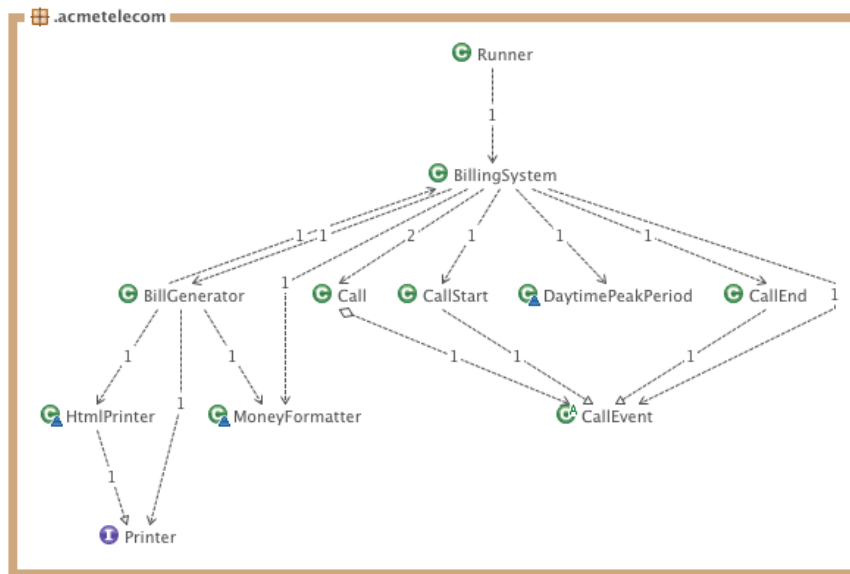 .acmetelecom
Runner
1
BillingSystem
1 1 2 1 1 1
1 1
BillGenerator Call CallStart DaytimePeakPeriod CallEnd
1 1 1 1 1
1
HtmlPrinter MoneyFormatter CallEvent
1
Printer